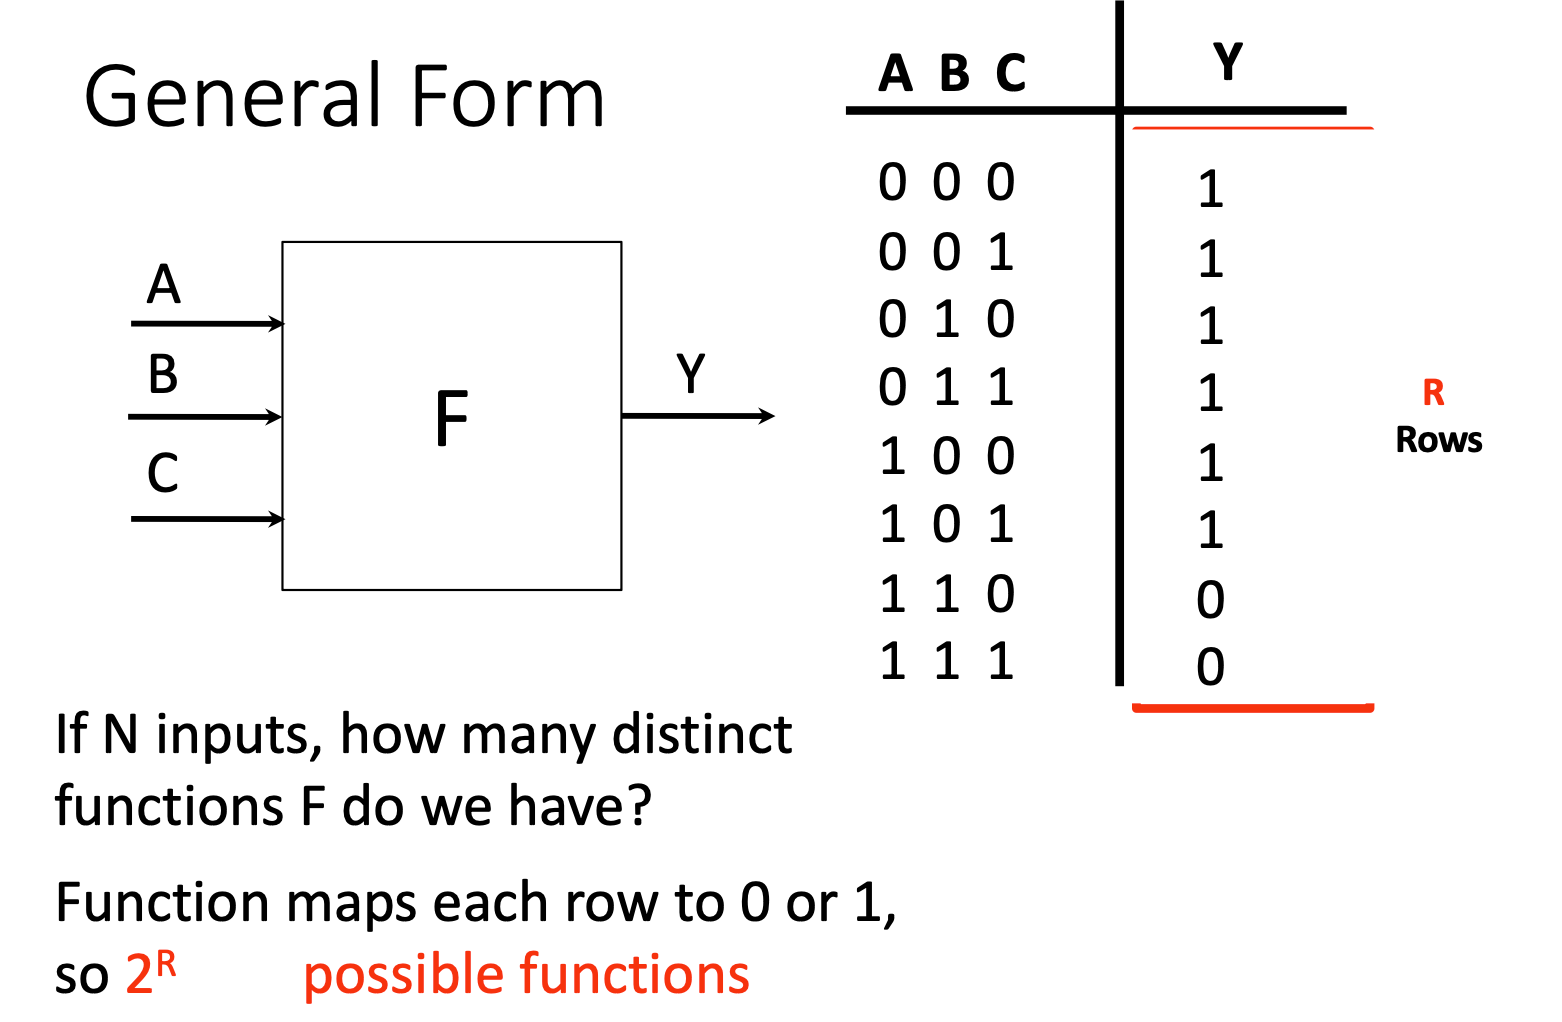 General Form
A
B
C
F
Y
A B C Y
0 0 0 1
0 0 1 1
0 1 0 1
0 1 1 1
1 0 0 1
1 0 1 1
1 1 0 0
1 1 1 0
R
Rows
If N inputs, how many distinct
functions F do we have?
Function maps each row to 0 or 1,
so 2ᴿ possible functions